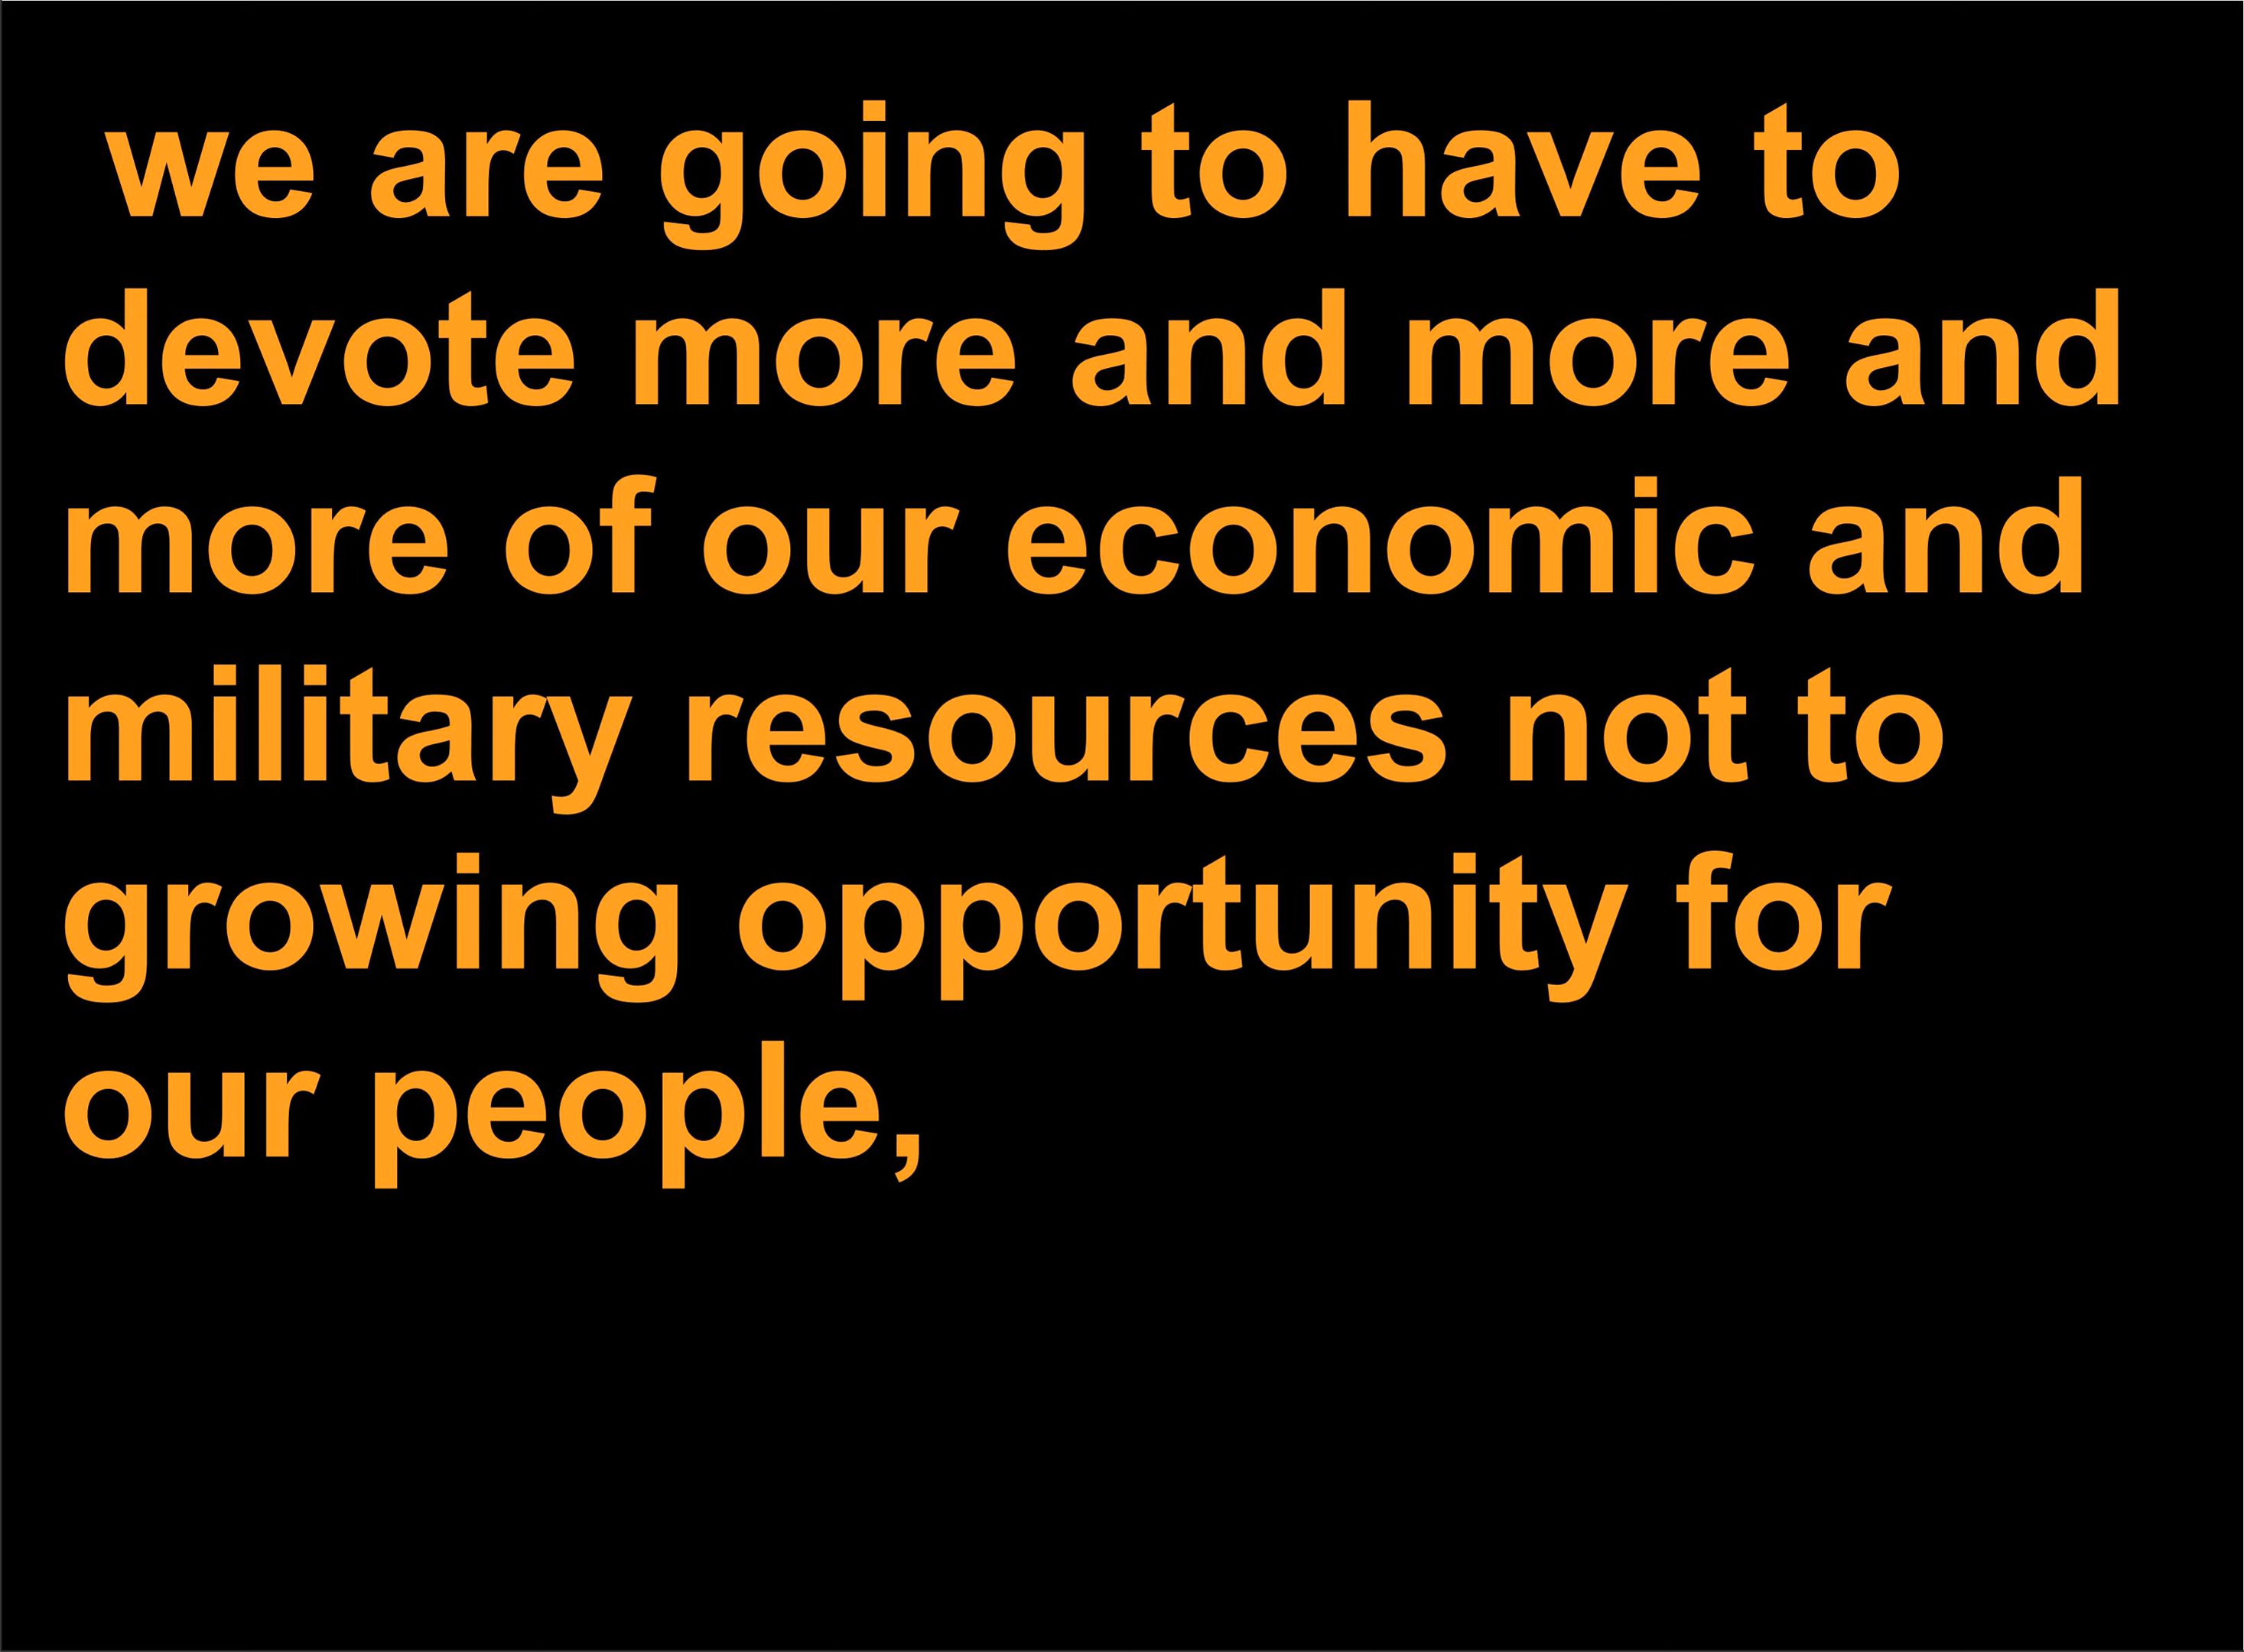 we are going to have to
devote more and more and
more of our economic and
military resources not to
growing opportunity for
our people,